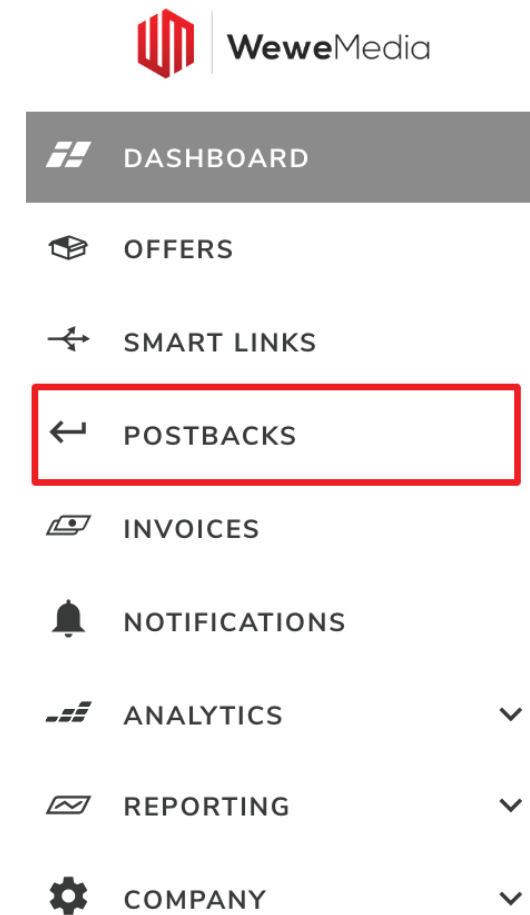 WeweMedia
DASHBOARD
OFFERS
SMART LINKS
POSTBACKS
INVOICES
NOTIFICATIONS
ANALYTICS
REPORTING
COMPANY